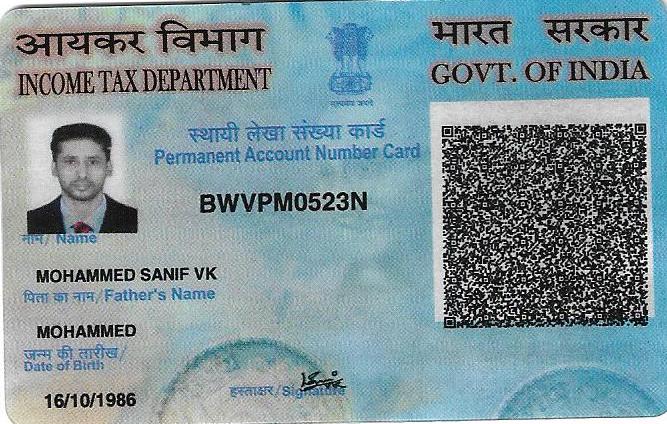 आयकर विभाग
INCOME TAX DEPARTMENT
भारत सरकार
GOVT. OF INDIA
सत्यमेव जयते
स्थायी लेखा संख्या कार्ड
Permanent Account Number Card
BWVPM0523N
नाम/ Name
MOHAMMED SANIF VK
पिता का नाम/Father's Name
MOHAMMED
जन्म की तारीख/
Date of Birth
16/10/1986
हस्ताक्षर/Signature